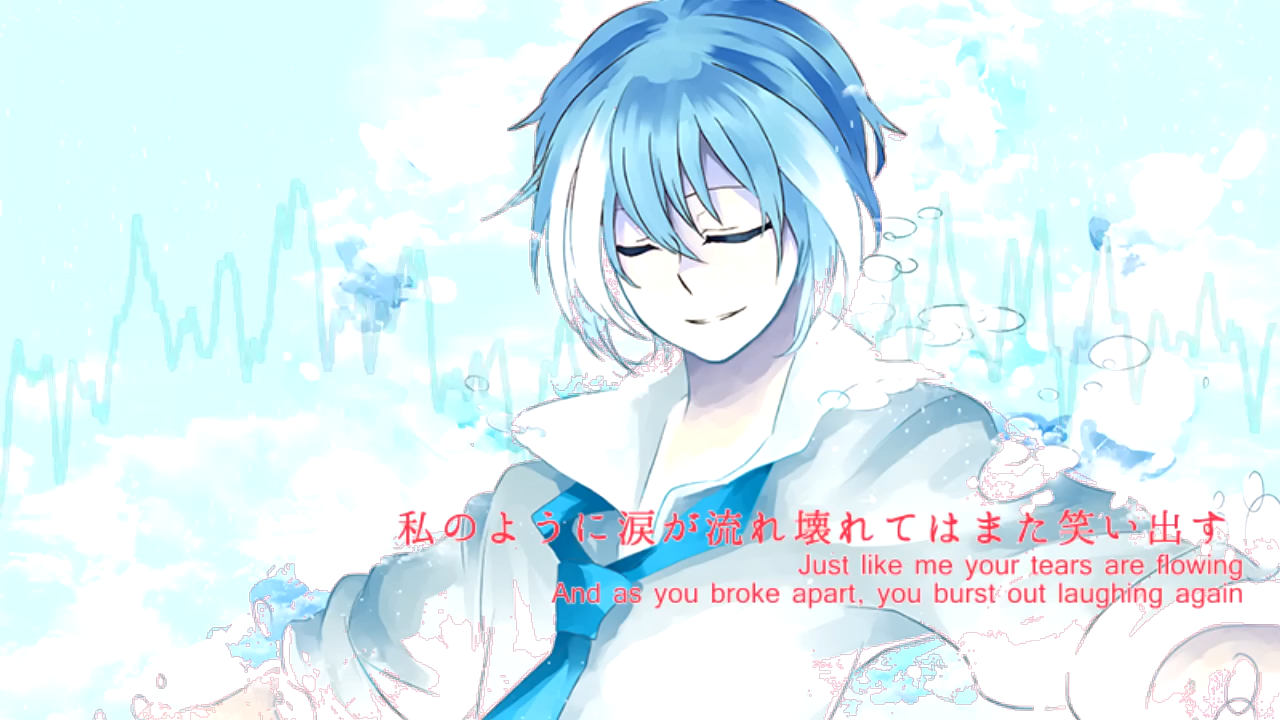 私のように涙が流れ壊れてはまた笑い出す
Just like me your tears are flowing
And as you broke apart, you burst out laughing again